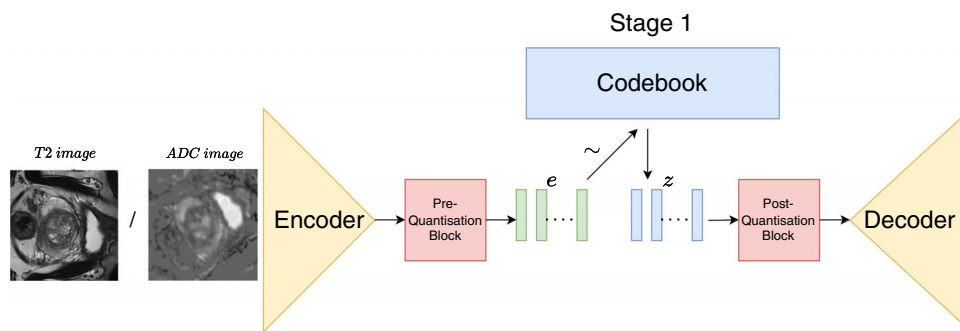 Stage 1
Codebook
T2 image
ADC image
/
Encoder
Pre-
Quantisation
Block
e
.....
~
z
.....
Post-
Quantisation
Block
Decoder